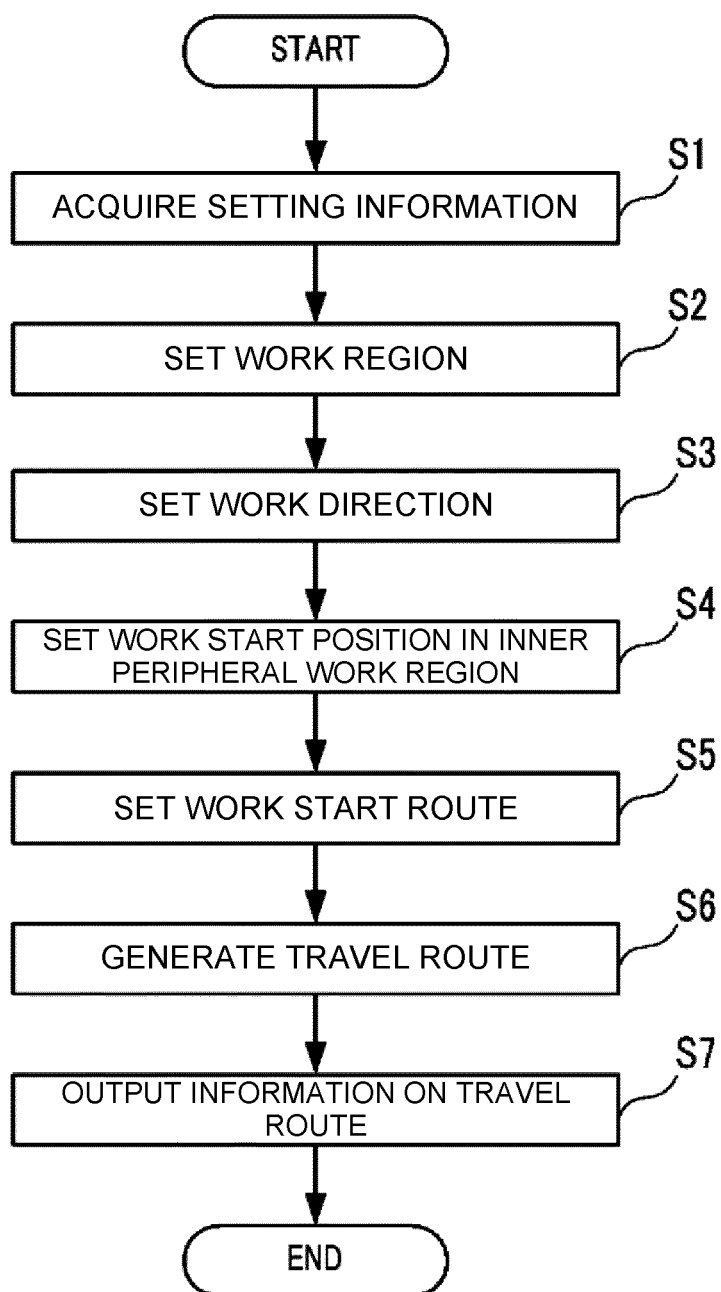 START
S1
ACQUIRE SETTING INFORMATION
S2
SET WORK REGION
S3
SET WORK DIRECTION
S4
SET WORK START POSITION IN INNER
PERIPHERAL WORK REGION
S5
SET WORK START ROUTE
S6
GENERATE TRAVEL ROUTE
S7
OUTPUT INFORMATION ON TRAVEL
ROUTE
END